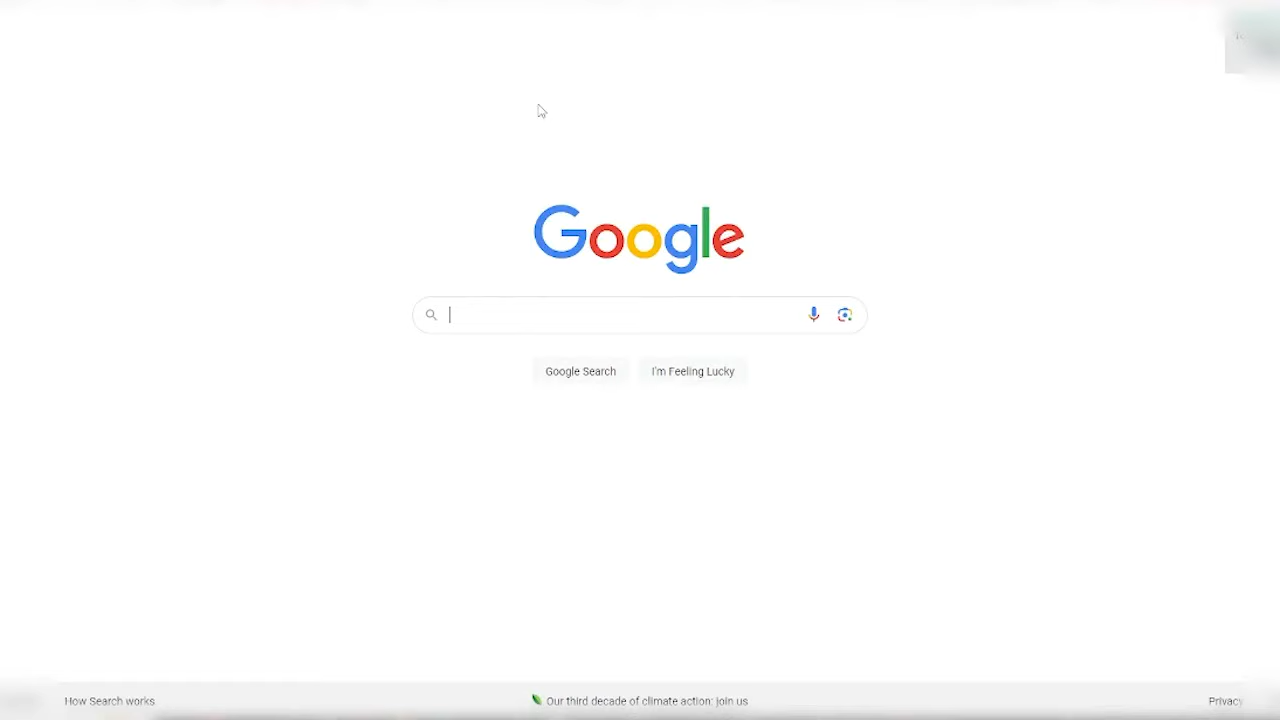 Google
Google Search
I'm Feeling Lucky
How Search works
Our third decade of climate action: join us
Privacy